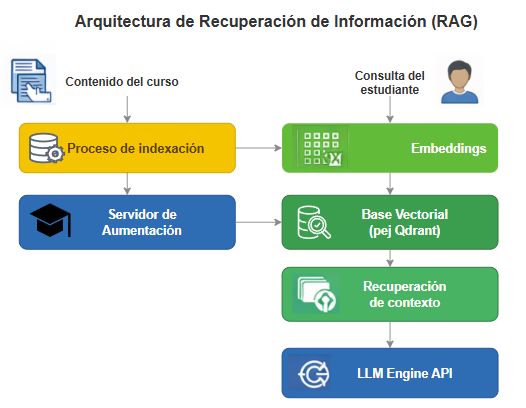 Arquitectura de Recuperación de Información (RAG)
Contenido del curso
Consulta del
estudiante
Proceso de indexación
Embeddings
Servidor de
Aumentación
Base Vectorial
(pej Qdrant)
Recuperación
de contexto
LLM Engine API